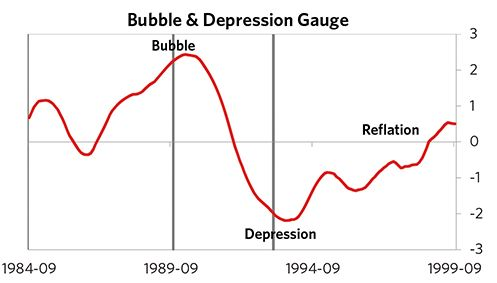 Bubble & Depression Gauge
3
Bubble
2
1
Reflation
0
-1
-2
Depression
-3
1984-09 1989-09 1994-09 1999-09